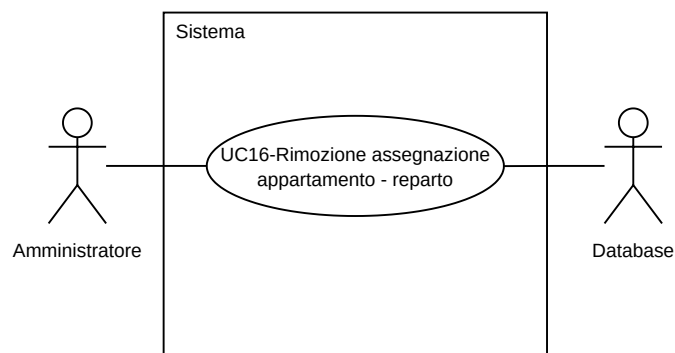 Sistema
UC16-Rimozione assegnazione
appartamento - reparto
Amministratore
Database